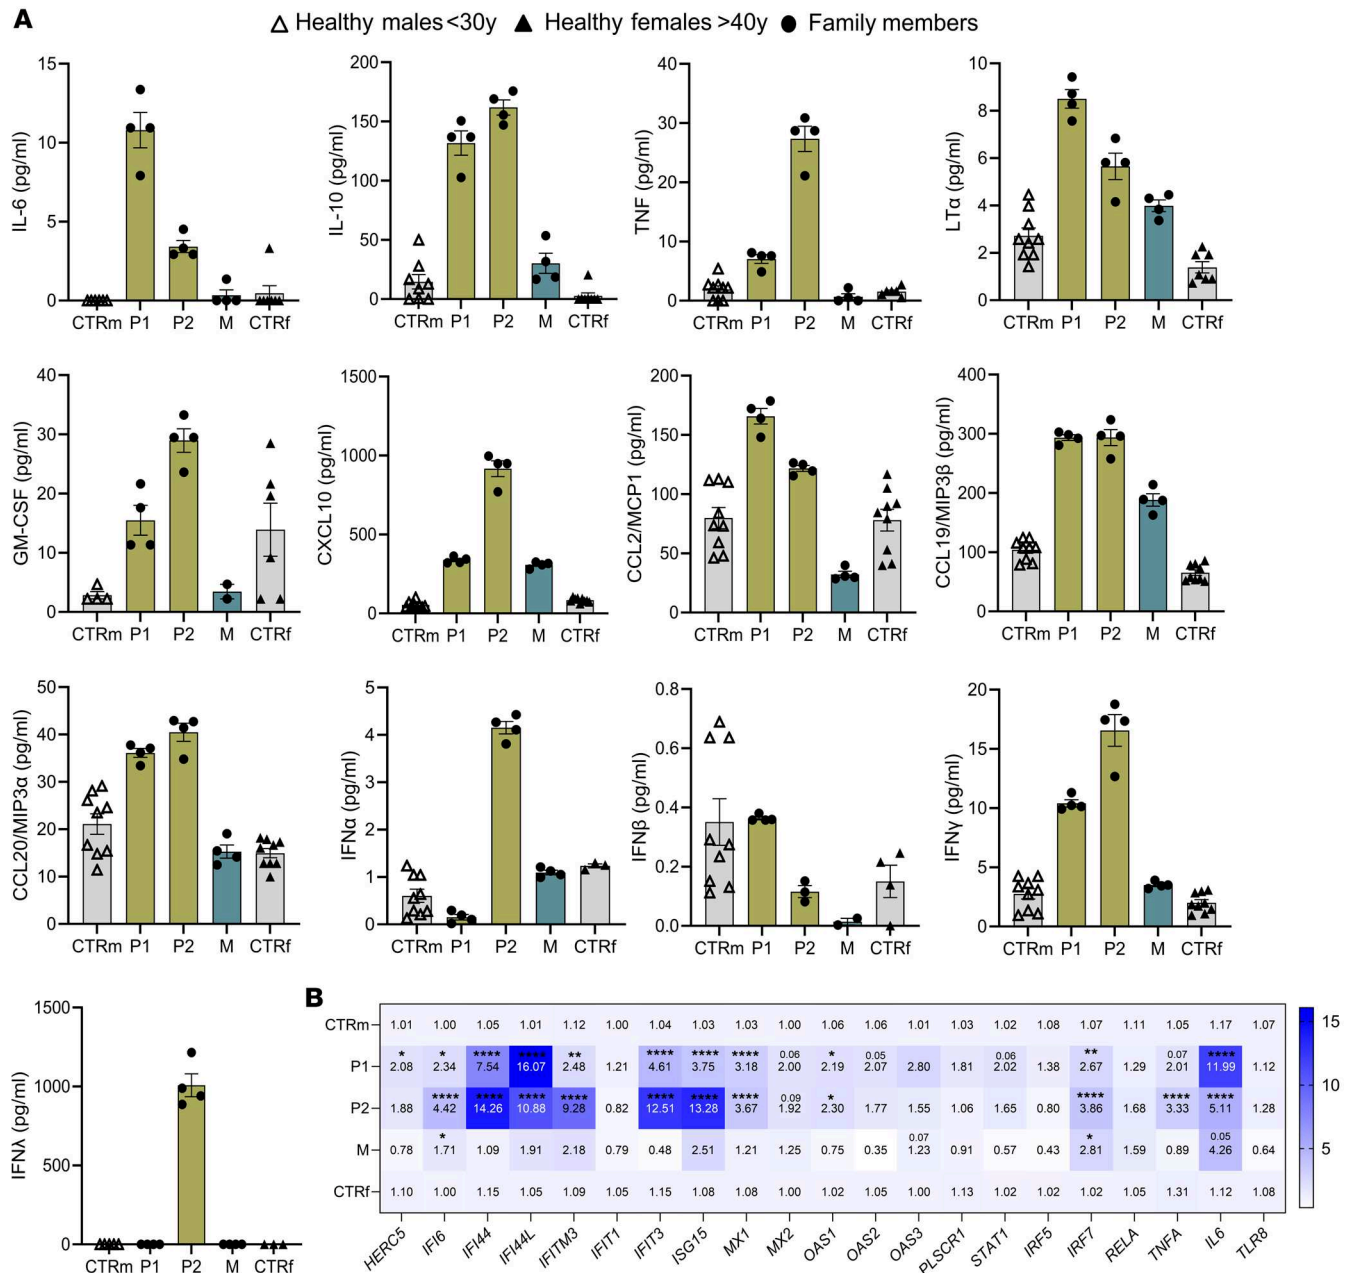 A
Healthy males <30y Healthy females >40y Family members
IL-6 (pg/ml)
15
10
5
0
CTRm P1 P2 M CTRf
IL-10 (pg/ml)
200
150
100
50
0
CTRm P1 P2 M CTRf
TNF (pg/ml)
40
30
20
10
0
CTRm P1 P2 M CTRf
LTα (pg/ml)
10
8
6
4
2
0
CTRm P1 P2 M CTRf
GM-CSF (pg/ml)
40
30
20
10
0
CTRm P1 P2 M CTRf
CXCL10 (pg/ml)
1500
1000
500
0
CTRm P1 P2 M CTRf
CCL2/MCP1 (pg/ml)
200
150
100
50
0
CTRm P1 P2 M CTRf
CCL19/MIP3β (pg/ml)
400
300
200
100
0
CTRm P1 P2 M CTRf
CCL20/MIP3α (pg/ml)
50
40
30
20
10
0
CTRm P1 P2 M CTRf
IFNα (pg/ml)
5
4
3
2
1
0
CTRm P1 P2 M CTRf
IFNβ (pg/ml)
0.8
0.6
0.4
0.2
0.0
CTRm P1 P2 M CTRf
IFNγ (pg/ml)
20
15
10
5
0
CTRm P1 P2 M CTRf
IFNλ (pg/ml)
1500
1000
500
0
CTRm P1 P2 M CTRf
B
CTRm 1.01 1.00 1.05 1.01 1.12 1.00 1.04 1.03 1.03 1.00 1.06 1.06 1.01 1.03 1.02 1.08 1.07 1.11 1.05 1.17 1.07
* * **** **** ** **** **** **** 0.06 * 0.05 0.06 ** 0.07 ****
P1 2.08 2.34 7.54 16.07 2.48 1.21 4.61 3.75 3.18 2.00 2.19 2.07 2.80 1.81 2.02 1.38 2.67 1.29 2.01 11.99 1.12
**** **** **** **** **** **** **** 0.09 * **** **** ****
P2 1.88 4.42 14.26 10.88 9.28 0.82 12.51 13.28 3.67 1.92 2.30 1.77 1.55 1.06 1.65 0.80 3.86 1.68 3.33 5.11 1.28
* 0.07 * 0.05
M 0.78 1.71 1.09 1.91 2.18 0.79 0.48 2.51 1.21 1.25 0.75 0.35 1.23 0.91 0.57 0.43 2.81 1.59 0.89 4.26 0.64
CTRf 1.10 1.00 1.15 1.05 1.09 1.05 1.15 1.08 1.08 1.00 1.02 1.05 1.00 1.13 1.02 1.02 1.02 1.05 1.31 1.12 1.08
HERC5 IFI6 IFI44 IFI44L IFITM3 IFIT1 IFIT3 ISG15 MX1 MX2 OAS1 OAS2 OAS3 PLSCR1 STAT1 IRF5 IRF7 RELA TNFA IL6 TLR8
15
10
5